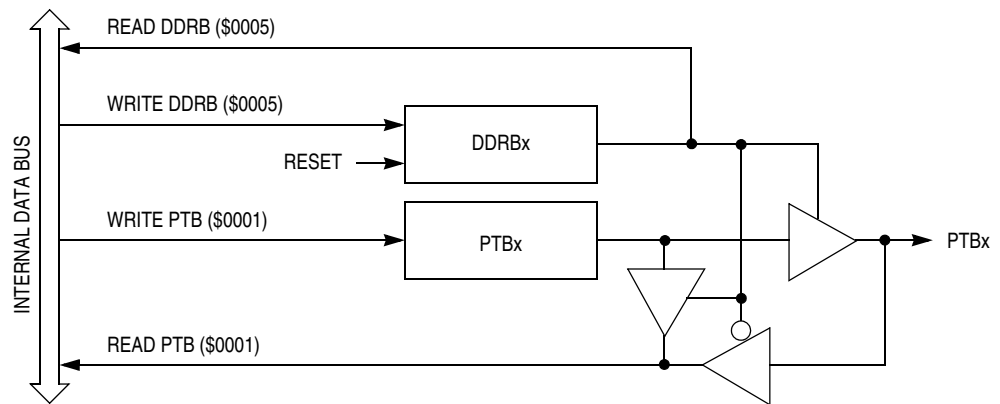 READ DDRB ($0005)
WRITE DDRB ($0005)
DDRBx
RESET
INTERNAL DATA BUS
WRITE PTB ($0001)
PTBx
PTBx
READ PTB ($0001)